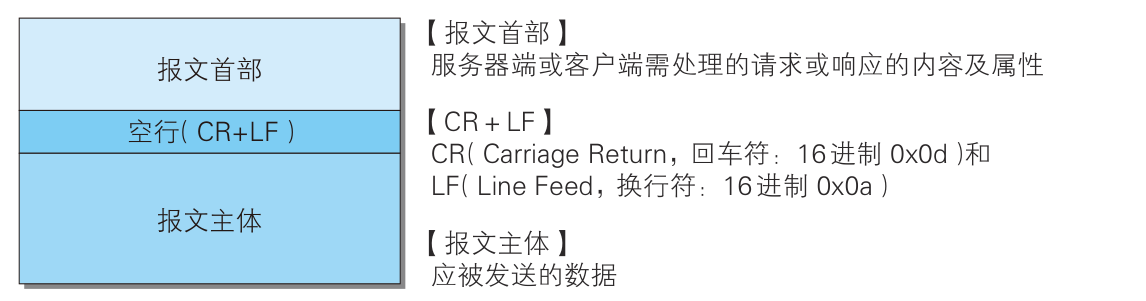 报文首部
空行( CR+LF )
报文主体
【 报文首部 】
服务器端或客户端需处理的请求或响应的内容及属性
【 CR + LF 】
CR( Carriage Return，回车符：16进制 0x0d )和
LF( Line Feed，换行符：16进制 0x0a )
【 报文主体 】
应被发送的数据